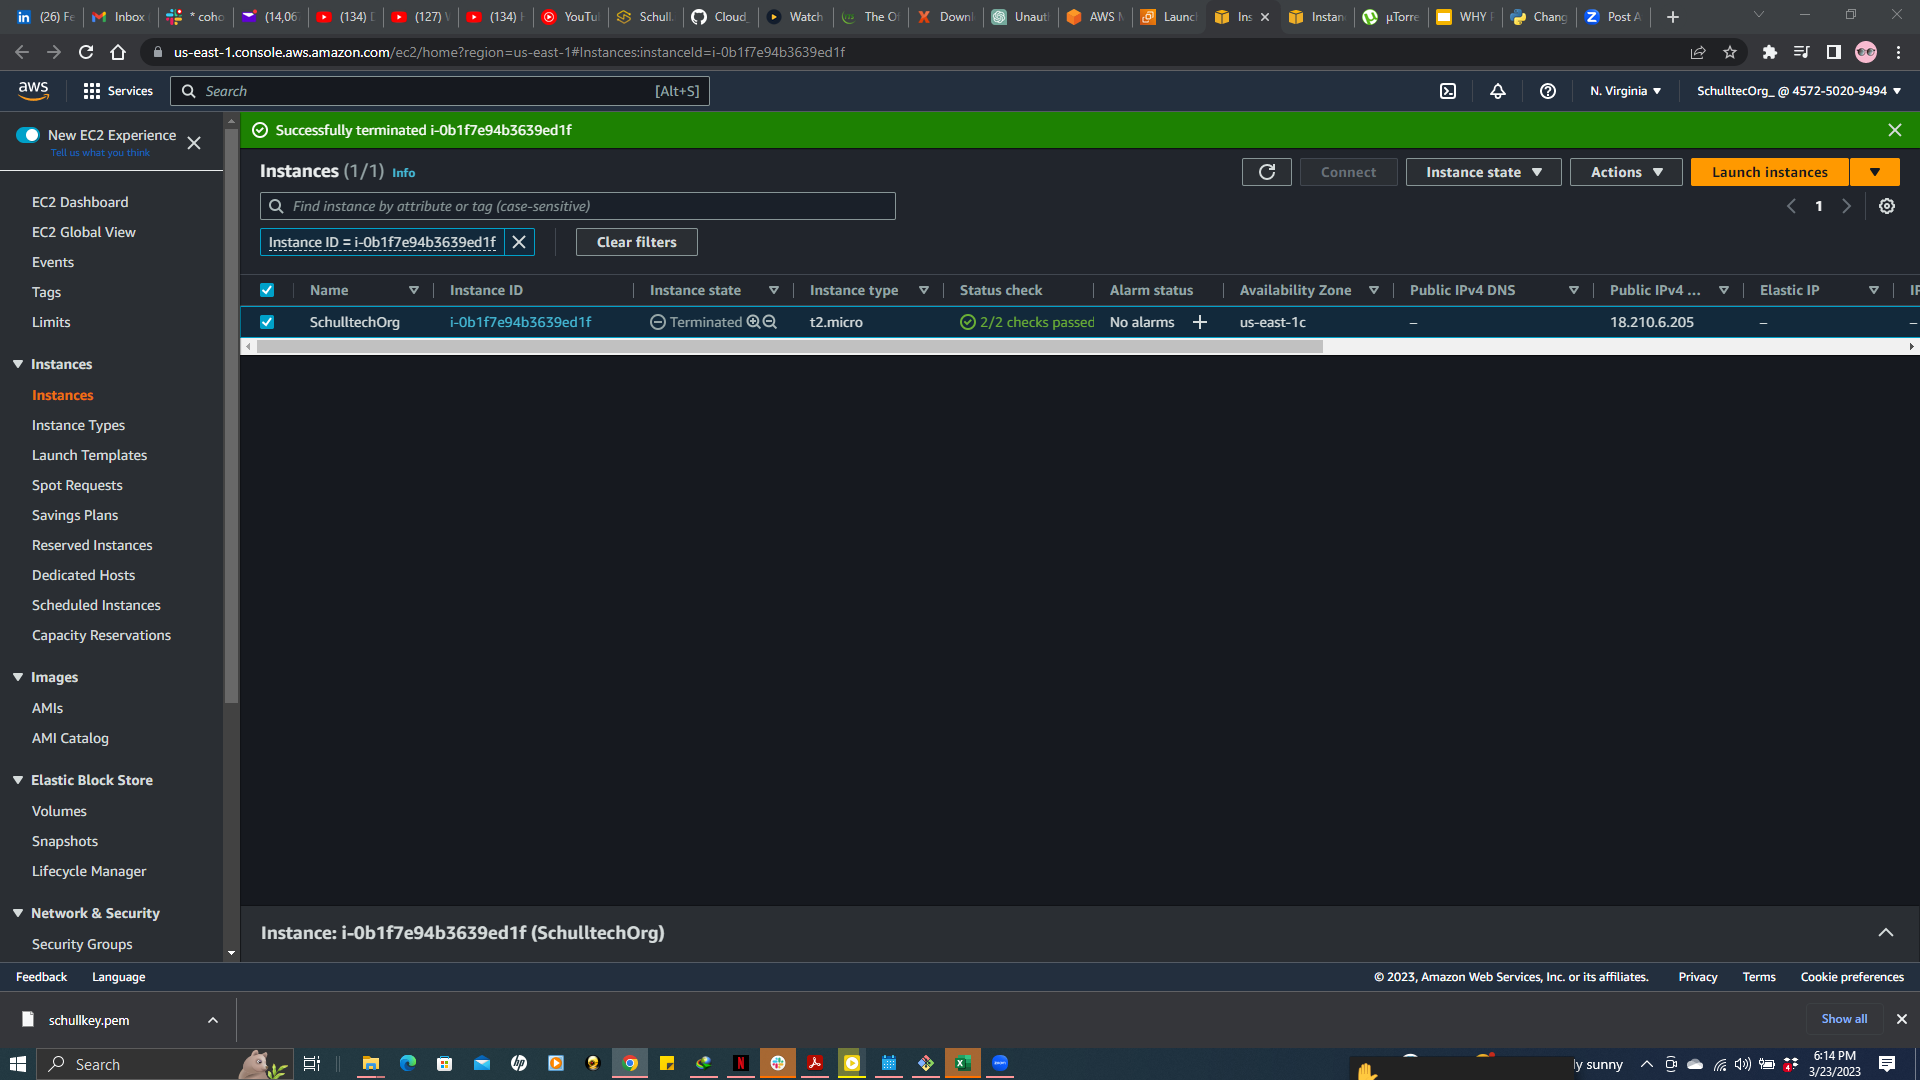 (26) Fe
Inbox
* coho
(14,06
(134)
(127)
(134)
YouTu
Schull.
Cloud_
Watch
The Of
Downl
Unaut
AWS
Launc
Ins
Instan
µTorre
WHY
Chang
Post A
us-east-1.console.aws.amazon.com/ec2/home?region=us-east-1#Instances:instanceId=i-0b1f7e94b3639ed1f
aws
Services
Search
[Alt+S]
N. Virginia
SchulltecOrg_ @ 4572-5020-9494
New EC2 Experience
Tell us what you think
Successfully terminated i-0b1f7e94b3639ed1f
Instances (1/1) Info
Connect
Instance state
Actions
Launch instances
Find instance by attribute or tag (case-sensitive)
1
Instance ID = i-0b1f7e94b3639ed1f
Clear filters
Name
Instance ID
Instance state
Instance type
Status check
Alarm status
Availability Zone
Public IPv4 DNS
Public IPv4 ...
Elastic IP
SchulltechOrg
i-0b1f7e94b3639ed1f
Terminated
t2.micro
2/2 checks passed
No alarms
us-east-1c
–
18.210.6.205
–
–
EC2 Dashboard
EC2 Global View
Events
Tags
Limits
Instances
Instances
Instance Types
Launch Templates
Spot Requests
Savings Plans
Reserved Instances
Dedicated Hosts
Scheduled Instances
Capacity Reservations
Images
AMIs
AMI Catalog
Elastic Block Store
Volumes
Snapshots
Lifecycle Manager
Network & Security
Security Groups
Instance: i-0b1f7e94b3639ed1f (SchulltechOrg)
Feedback
Language
© 2023, Amazon Web Services, Inc. or its affiliates.
Privacy
Terms
Cookie preferences
schullkey.pem
Show all
Search
ly sunny
6:14 PM
3/23/2023